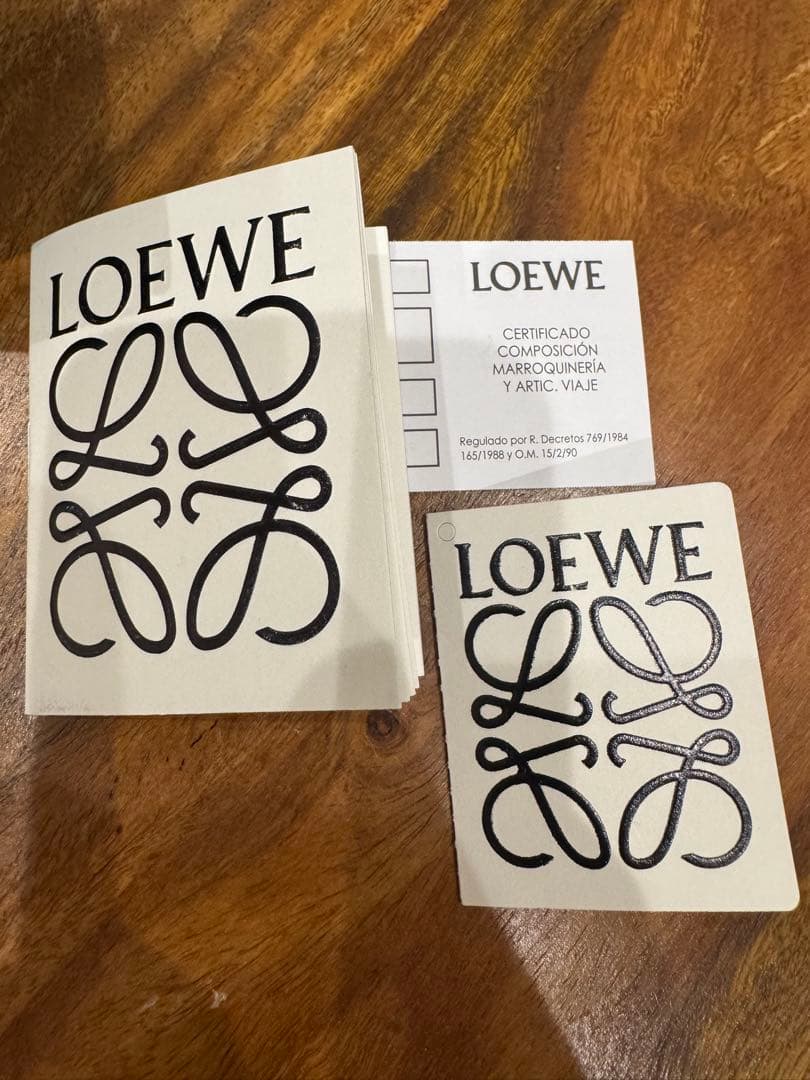 LOEWE
LOEWE
CERTIFICADO
COMPOSICIÓN
MARROQUINERÍA
Y ARTIC. VIAJE
Regulado por R. Decretos 769/1984
165/1988 y O.M. 15/2/90
LOEWE